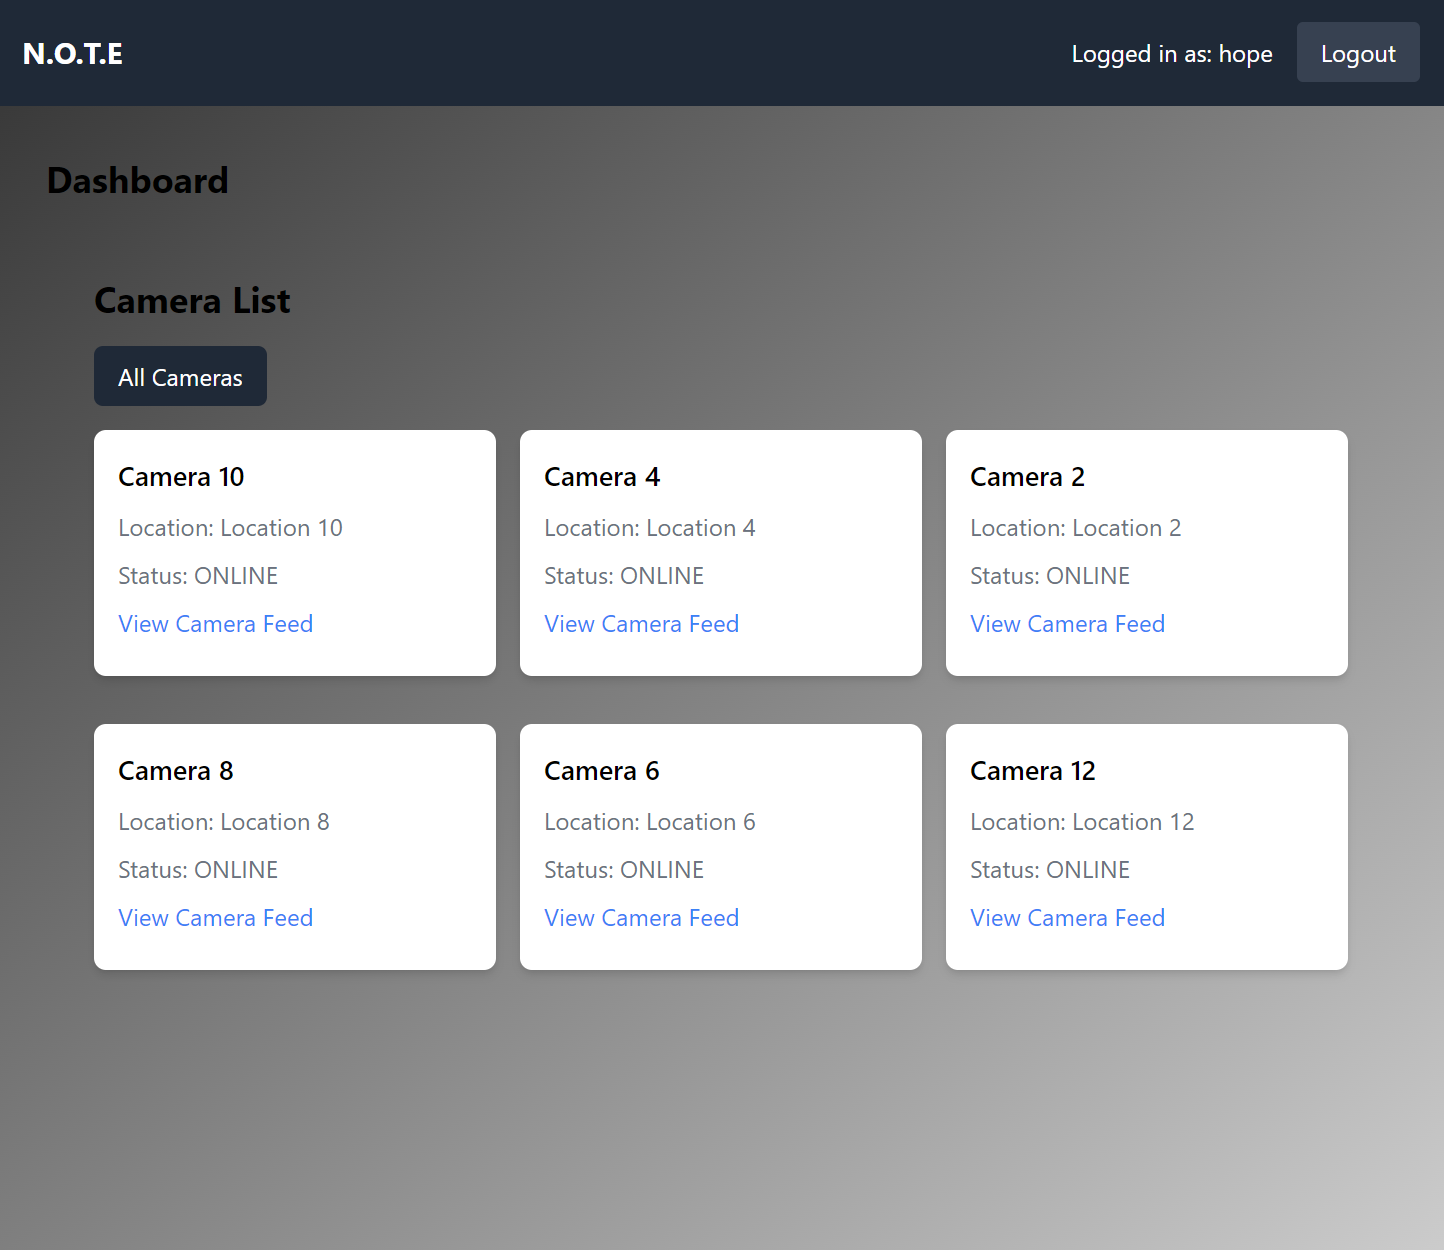 N.O.T.E
Logged in as: hope
Logout
Dashboard
Camera List
All Cameras
Camera 10
Location: Location 10
Status: ONLINE
View Camera Feed
Camera 4
Location: Location 4
Status: ONLINE
View Camera Feed
Camera 2
Location: Location 2
Status: ONLINE
View Camera Feed
Camera 8
Location: Location 8
Status: ONLINE
View Camera Feed
Camera 6
Location: Location 6
Status: ONLINE
View Camera Feed
Camera 12
Location: Location 12
Status: ONLINE
View Camera Feed